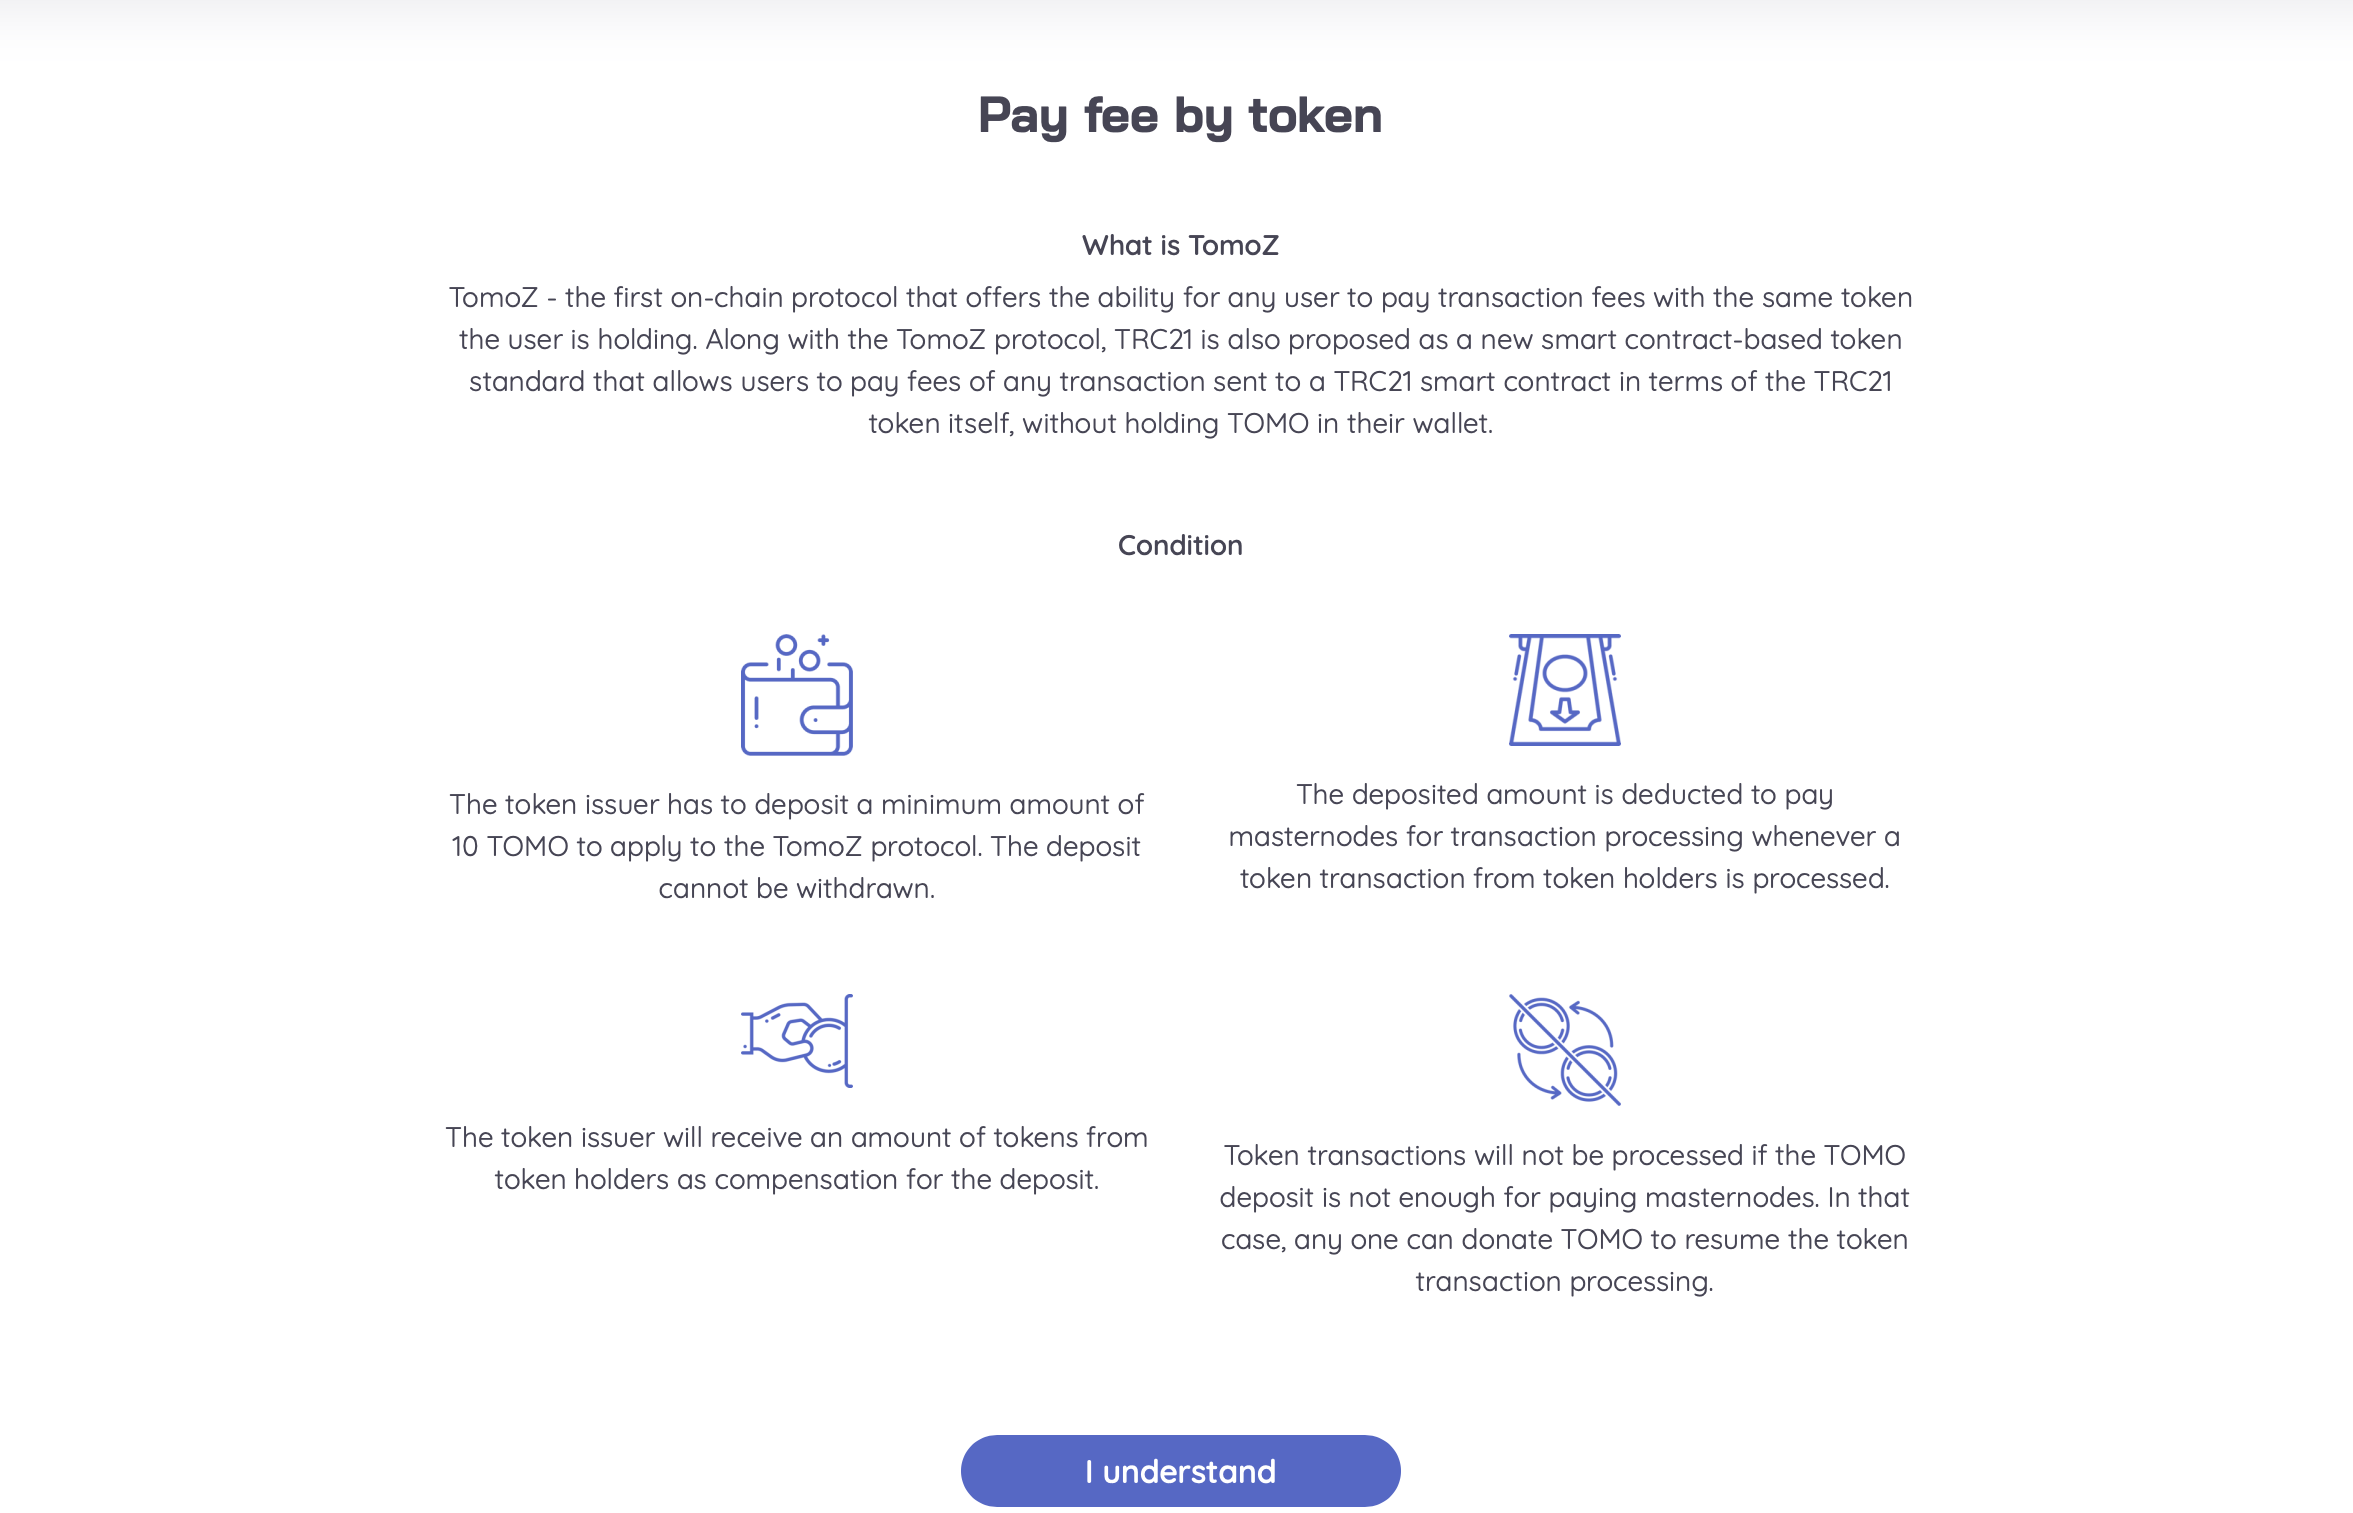 Pay fee by token
What is TomoZ
TomoZ - the first on-chain protocol that offers the ability for any user to pay transaction fees with the same token
the user is holding. Along with the TomoZ protocol, TRC21 is also proposed as a new smart contract-based token
standard that allows users to pay fees of any transaction sent to a TRC21 smart contract in terms of the TRC21
token itself, without holding TOMO in their wallet.
Condition
The token issuer has to deposit a minimum amount of
10 TOMO to apply to the TomoZ protocol. The deposit
cannot be withdrawn.
The deposited amount is deducted to pay
masternodes for transaction processing whenever a
token transaction from token holders is processed.
The token issuer will receive an amount of tokens from
token holders as compensation for the deposit.
Token transactions will not be processed if the TOMO
deposit is not enough for paying masternodes. In that
case, any one can donate TOMO to resume the token
transaction processing.
I understand